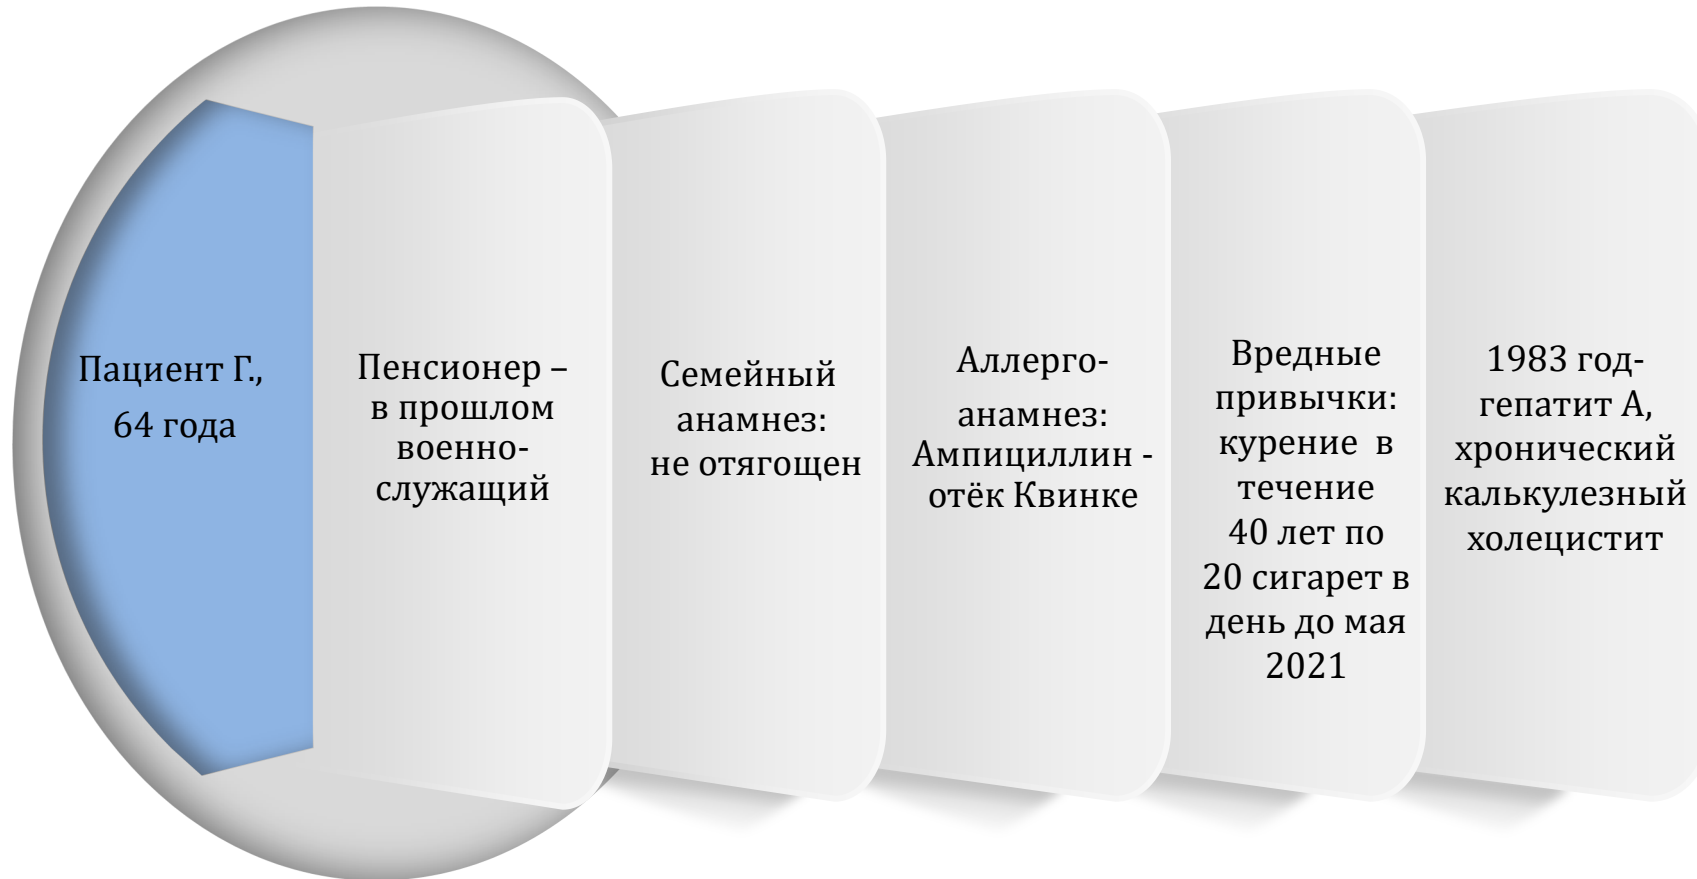 Пациент Г.,
64 года
Пенсионер –
в прошлом
военно-
служащий
Семейный
анамнез:
не отягощен
Аллерго-
анамнез:
Ампициллин -
отёк Квинке
Вредные
привычки:
курение в
течение
40 лет по
20 сигарет в
день до мая
2021
1983 год-
гепатит А,
хронический
калькулезный
холецистит